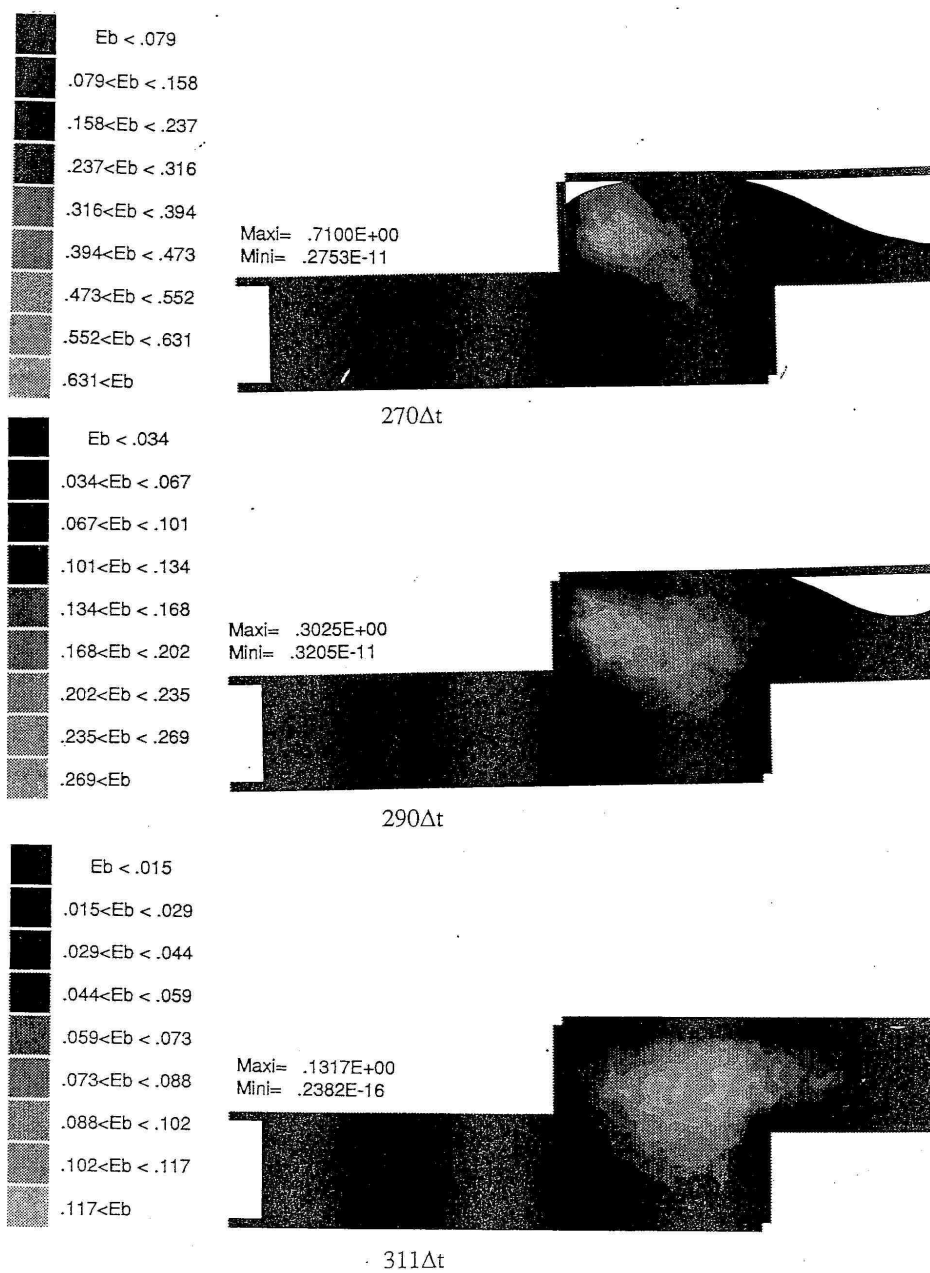 Eb < .079
.079<Eb < .158
.158<Eb < .237
.237<Eb < .316
.316<Eb < .394
.394<Eb < .473
.473<Eb < .552
.552<Eb < .631
.631<Eb
Maxi= .7100E+00
Mini= .2753E-11
270Δt
Eb < .034
.034<Eb < .067
.067<Eb < .101
.101<Eb < .134
.134<Eb < .168
.168<Eb < .202
.202<Eb < .235
.235<Eb < .269
.269<Eb
Maxi= .3025E+00
Mini= .3205E-11
290Δt
Eb < .015
.015<Eb < .029
.029<Eb < .044
.044<Eb < .059
.059<Eb < .073
.073<Eb < .088
.088<Eb < .102
.102<Eb < .117
.117<Eb
Maxi= .1317E+00
Mini= .2382E-16
311Δt